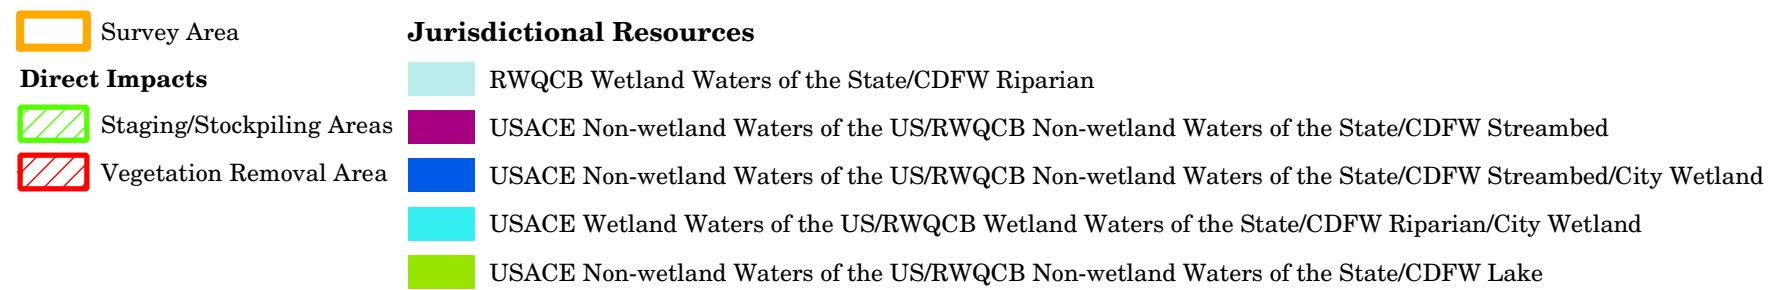 Survey Area
Direct Impacts
Staging/Stockpiling Areas
Vegetation Removal Area
Jurisdictional Resources
RWQCB Wetland Waters of the State/CDFW Riparian
USACE Non-wetland Waters of the US/RWQCB Non-wetland Waters of the State/CDFW Streambed
USACE Non-wetland Waters of the US/RWQCB Non-wetland Waters of the State/CDFW Streambed/City Wetland
USACE Wetland Waters of the US/RWQCB Wetland Waters of the State/CDFW Riparian/City Wetland
USACE Non-wetland Waters of the US/RWQCB Non-wetland Waters of the State/CDFW Lake